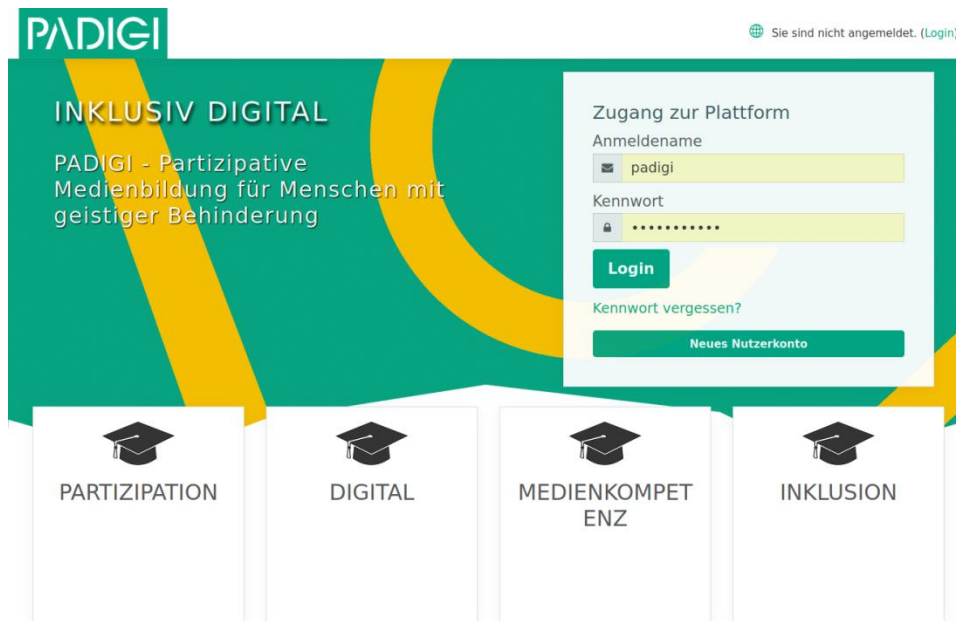 PADIGI
Sie sind nicht angemeldet. (Login)
INKLUSIV DIGITAL
PADIGI - Partizipative
Medienbildung für Menschen mit
geistiger Behinderung
Zugang zur Plattform
Anmeldename
padigi
Kennwort
•••••••••••
Login
Kennwort vergessen?
Neues Nutzerkonto
PARTIZIPATION
DIGITAL
MEDIENKOMPET
ENZ
INKLUSION